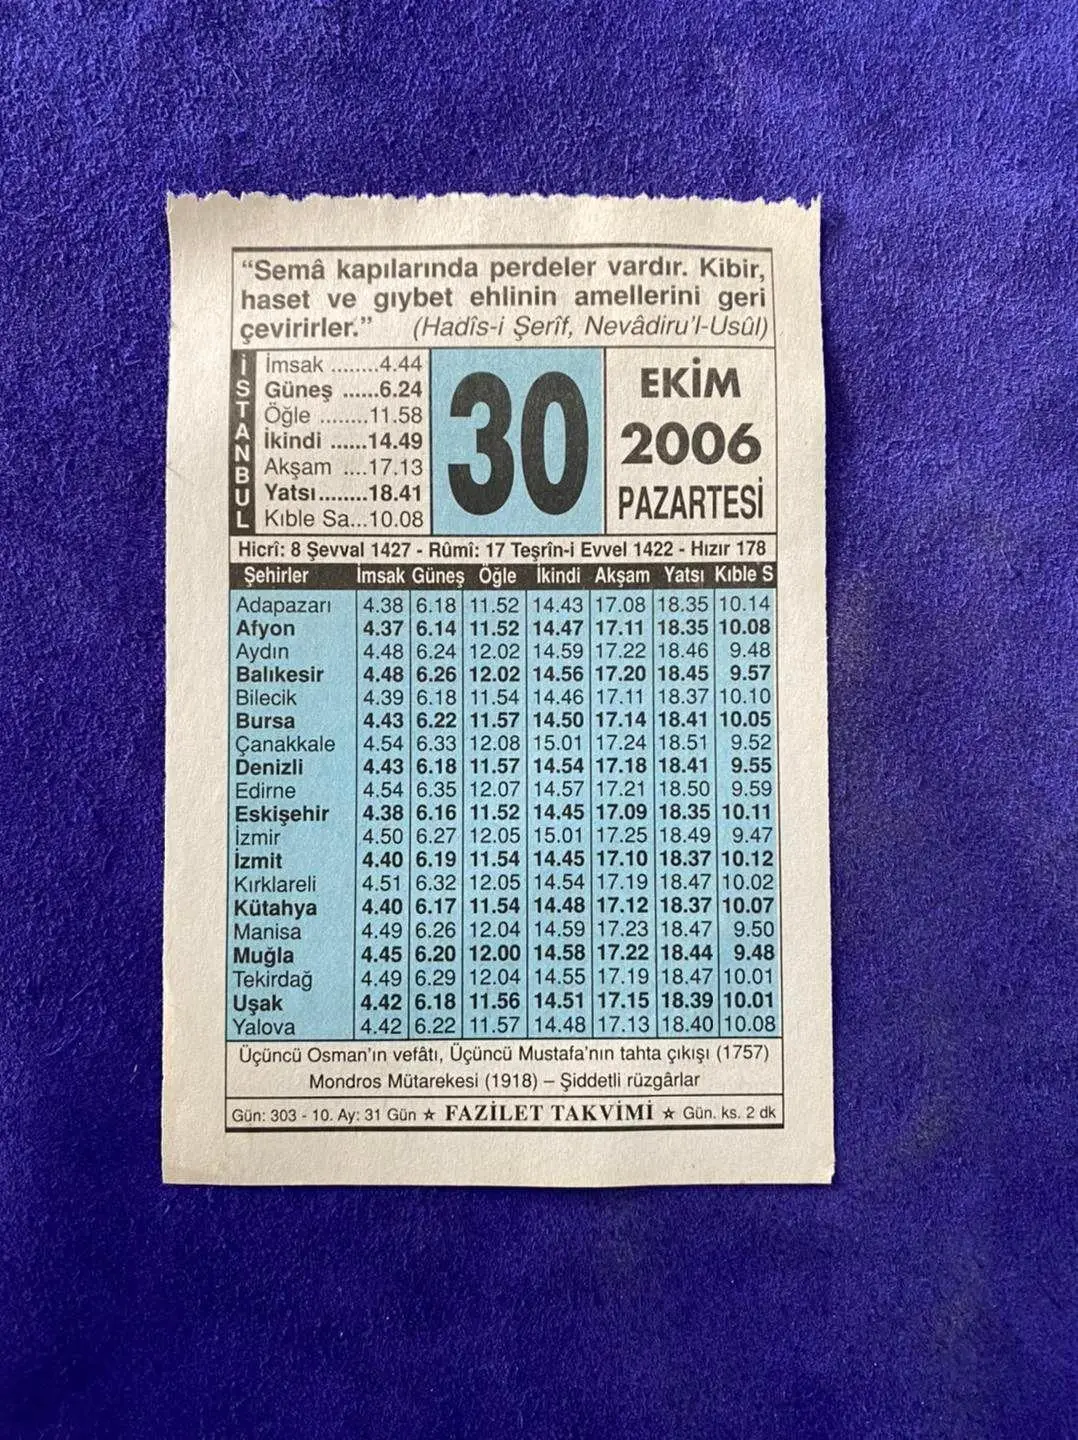 “Semâ kapılarında perdeler vardır. Kibir,
haset ve gıybet ehlinin amellerini geri
çevirirler.” (Hadîs-i Şerîf, Nevâdiru’l-Usûl)
İSTANBUL
İmsak ........4.44
Güneş ......6.24
Öğle ........11.58
İkindi ......14.49
Akşam ....17.13
Yatsı........18.41
Kıble Sa...10.08
30
EKİM
2006
PAZARTESİ
Hicrî: 8 Şevval 1427 - Rûmî: 17 Teşrîn-i Evvel 1422 - Hızır 178
Şehirler İmsak Güneş Öğle İkindi Akşam Yatsı Kıble S
Adapazarı 4.38 6.18 11.52 14.43 17.08 18.35 10.14
Afyon 4.37 6.14 11.52 14.47 17.11 18.35 10.08
Aydın 4.48 6.24 12.02 14.59 17.22 18.46 9.48
Balıkesir 4.48 6.26 12.02 14.56 17.20 18.45 9.57
Bilecik 4.39 6.18 11.54 14.46 17.11 18.37 10.10
Bursa 4.43 6.22 11.57 14.50 17.14 18.41 10.05
Çanakkale 4.54 6.33 12.08 15.01 17.24 18.51 9.52
Denizli 4.43 6.18 11.57 14.54 17.18 18.41 9.55
Edirne 4.54 6.35 12.07 14.57 17.21 18.50 9.59
Eskişehir 4.38 6.16 11.52 14.45 17.09 18.35 10.11
İzmir 4.50 6.27 12.05 15.01 17.25 18.49 9.47
İzmit 4.40 6.19 11.54 14.45 17.10 18.37 10.12
Kırklareli 4.51 6.32 12.05 14.54 17.19 18.47 10.02
Kütahya 4.40 6.17 11.54 14.48 17.12 18.37 10.07
Manisa 4.49 6.26 12.04 14.59 17.23 18.47 9.50
Muğla 4.45 6.20 12.00 14.58 17.22 18.44 9.48
Tekirdağ 4.49 6.29 12.04 14.55 17.19 18.47 10.01
Uşak 4.42 6.18 11.56 14.51 17.15 18.39 10.01
Yalova 4.42 6.22 11.57 14.48 17.13 18.40 10.08
Üçüncü Osman’ın vefâtı, Üçüncü Mustafa’nın tahta çıkışı (1757)
Mondros Mütarekesi (1918) – Şiddetli rüzgârlar
Gün: 303 - 10. Ay: 31 Gün ☆ FAZİLET TAKVİMİ ☆ Gün. ks. 2 dk